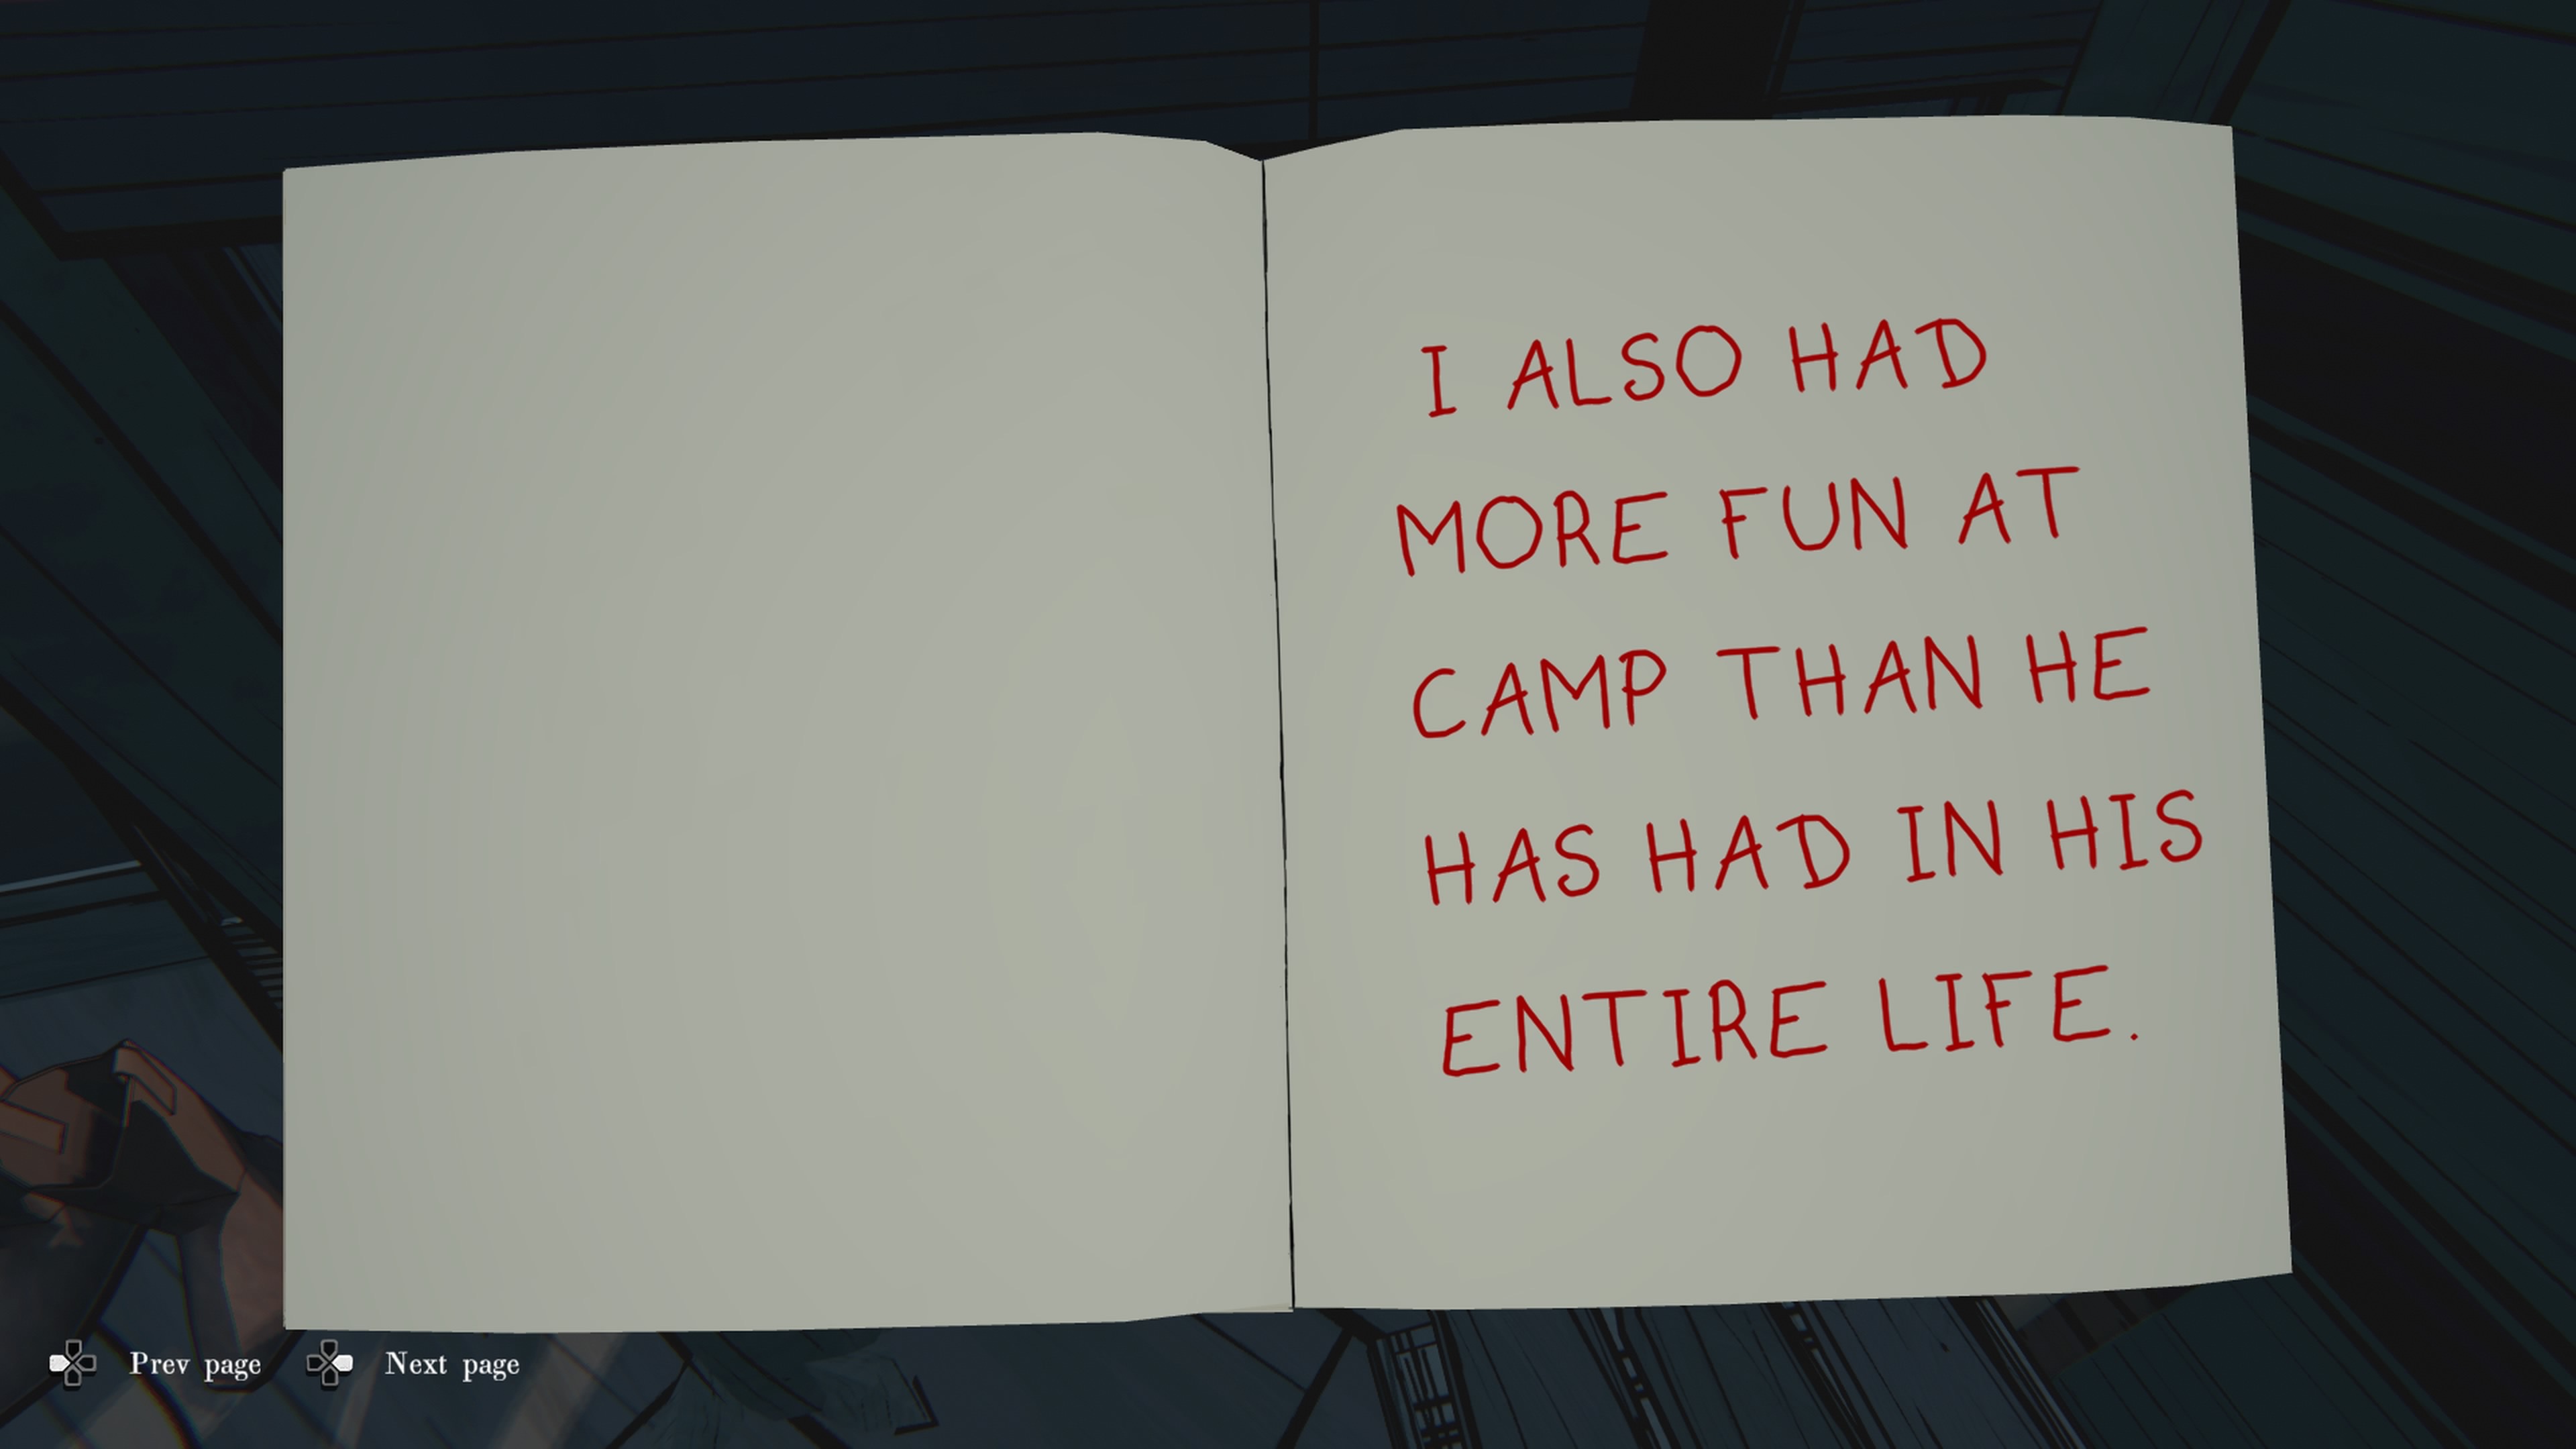 I ALSO HAD
MORE FUN AT
CAMP THAN HE
HAS HAD IN HIS
ENTIRE LIFE.
Prev page
Next page